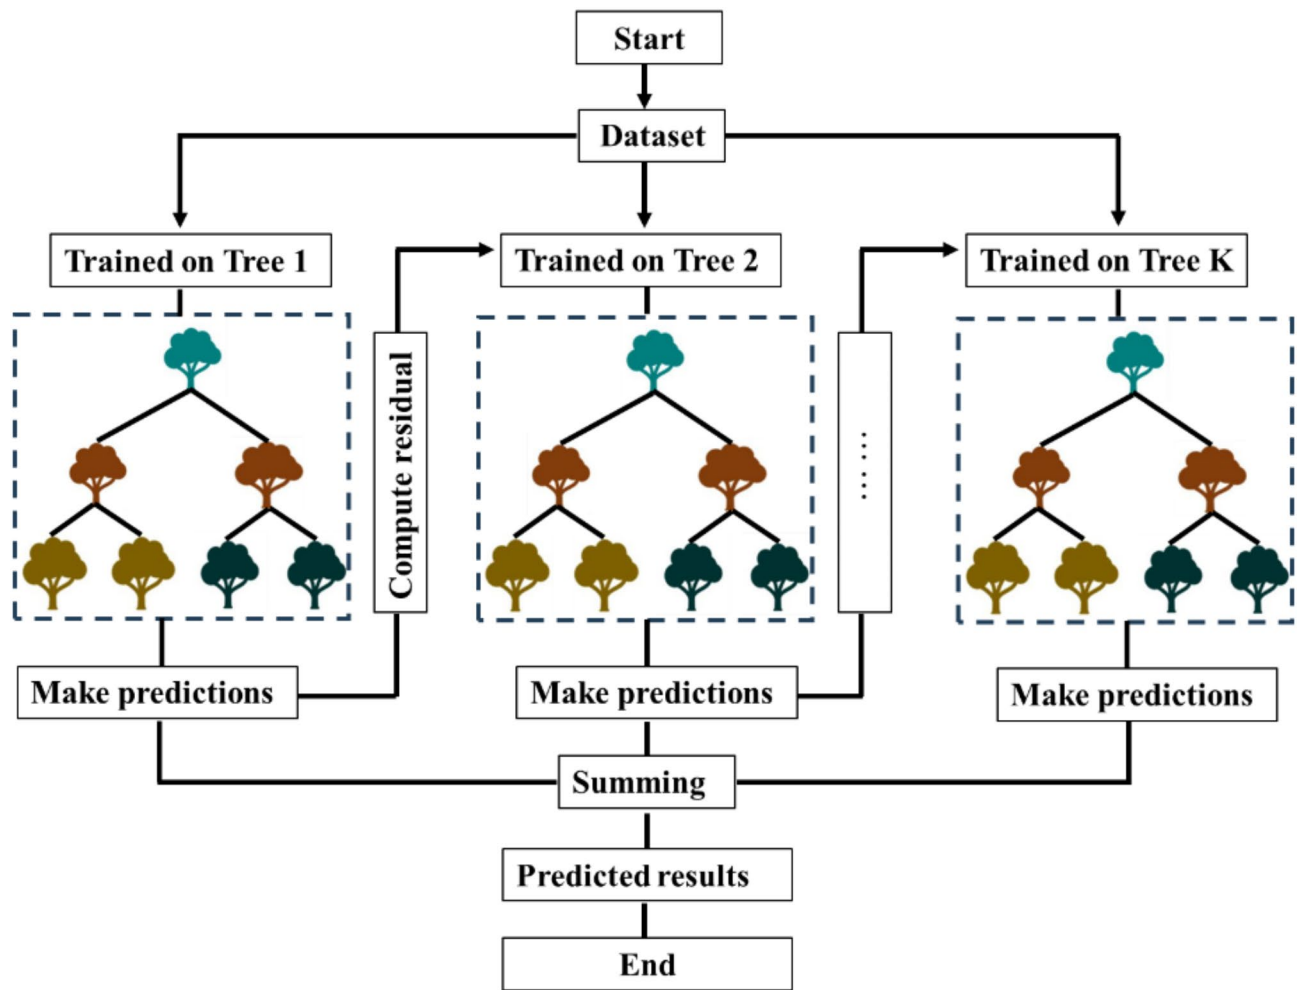 Start
Dataset
Trained on Tree 1
Trained on Tree 2
Trained on Tree K
Compute residual
... ...
Make predictions
Make predictions
Make predictions
Summing
Predicted results
End